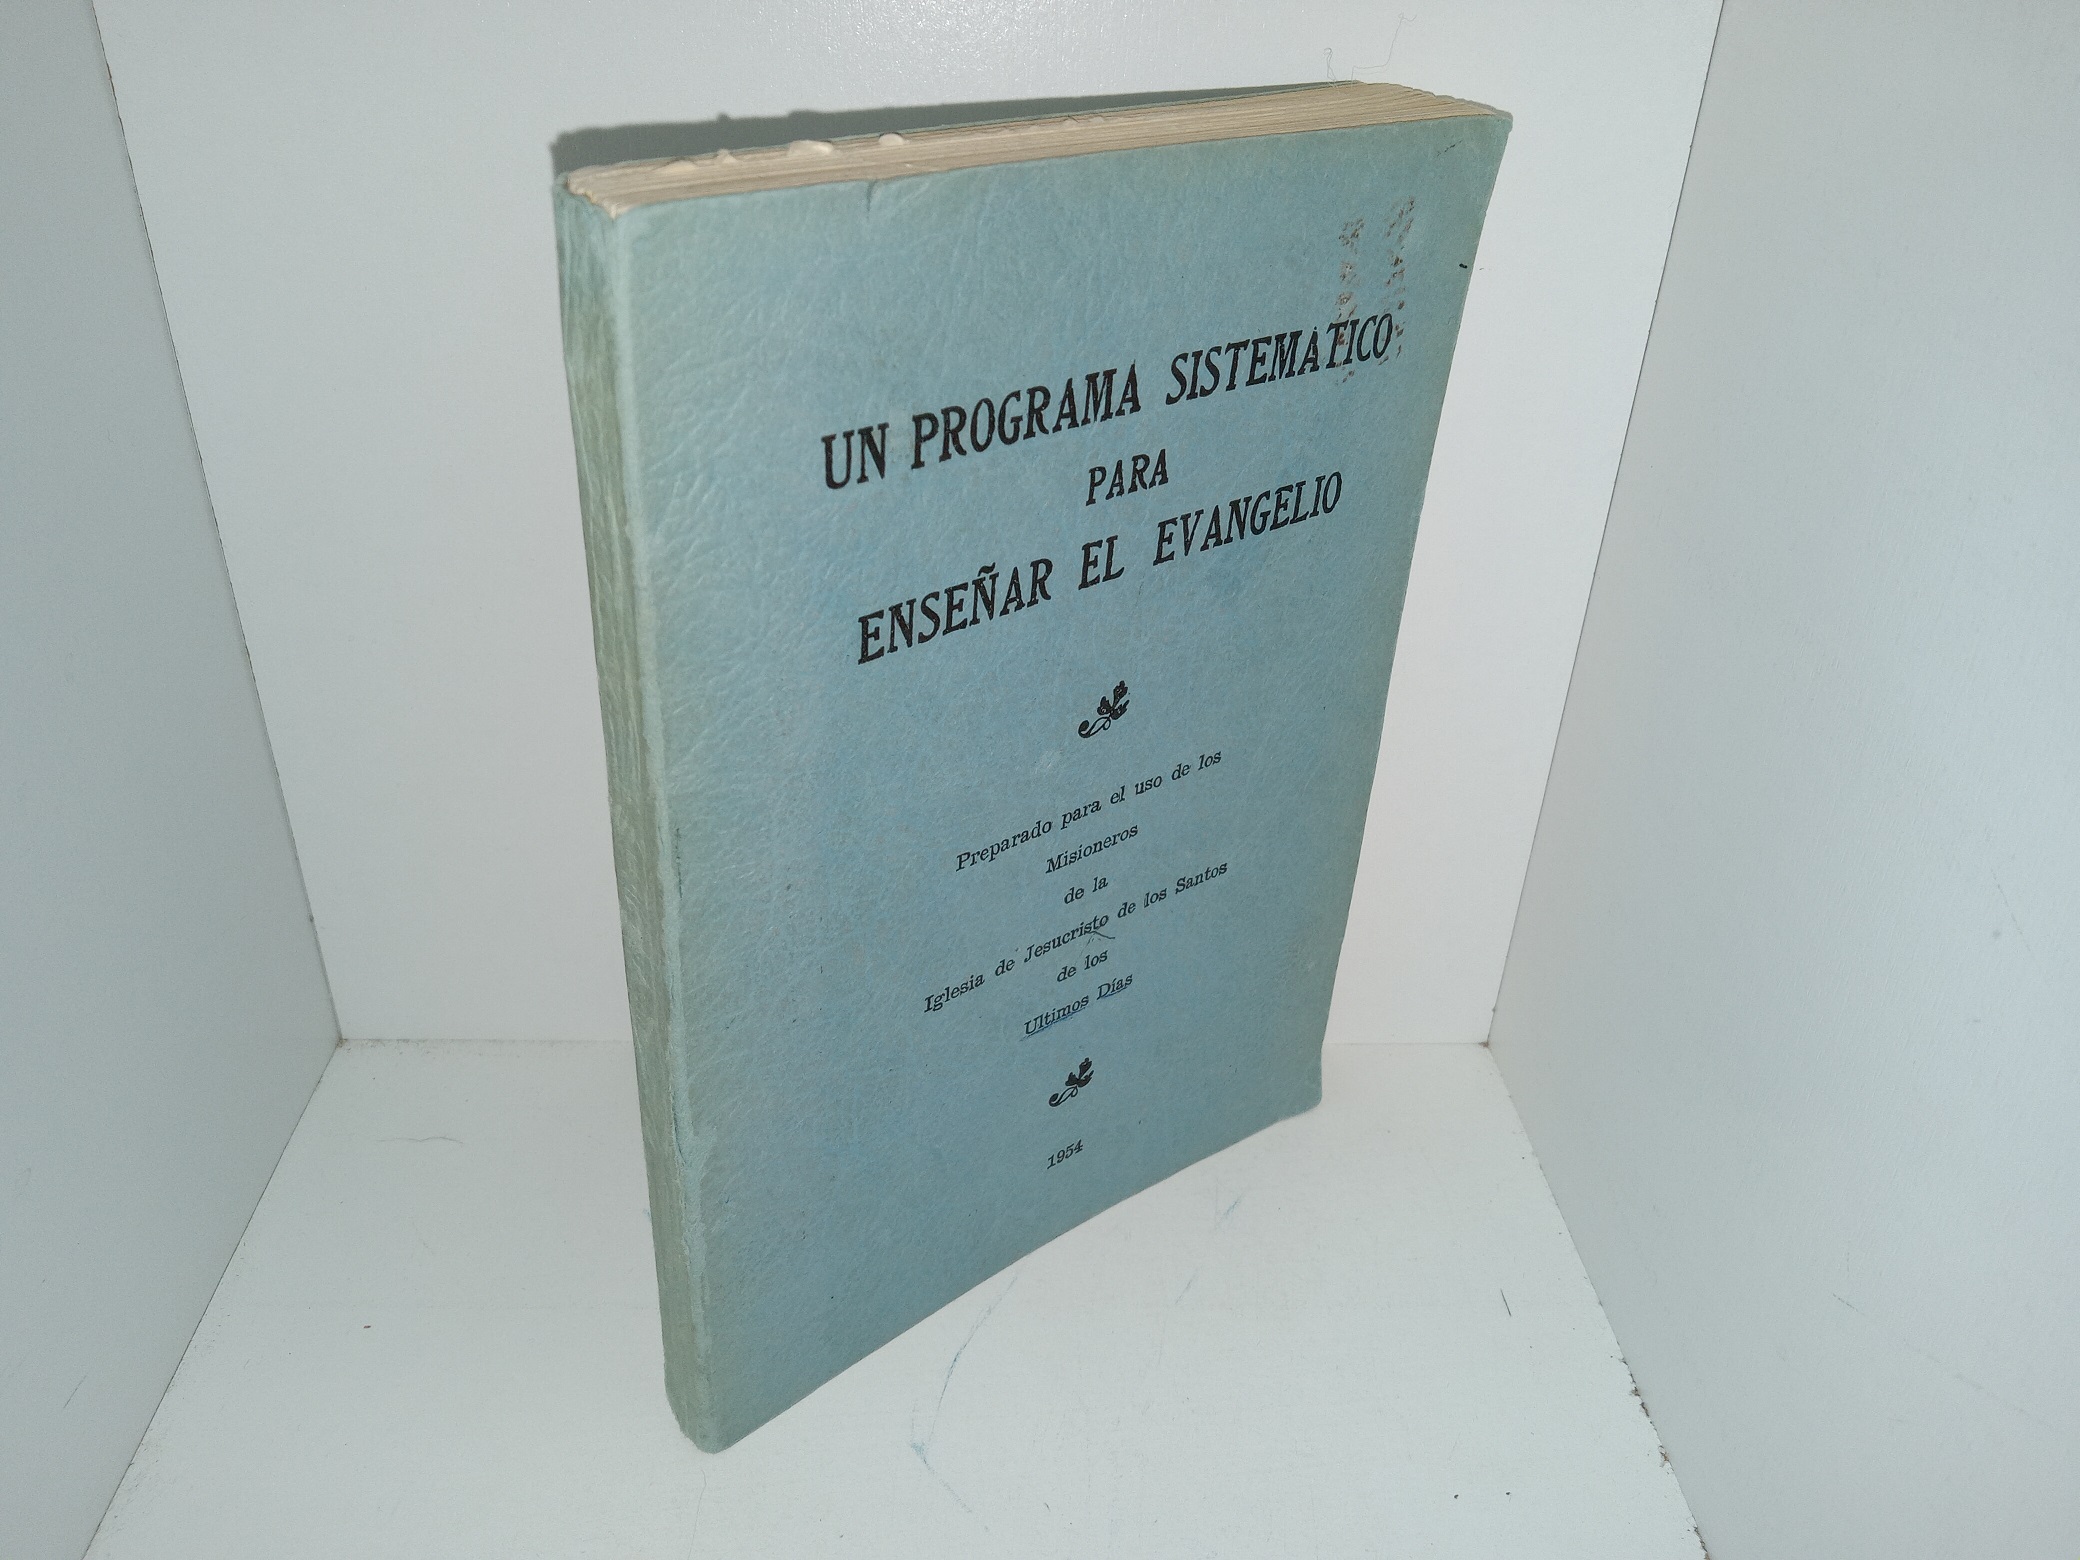 UN PROGRAMA SISTEMATICO
PARA
ENSEÑAR EL EVANGELIO
Preparado para el uso de los
Misioneros
de la
Iglesia de Jesucristo de los Santos
de los
Ultimos Días
1954